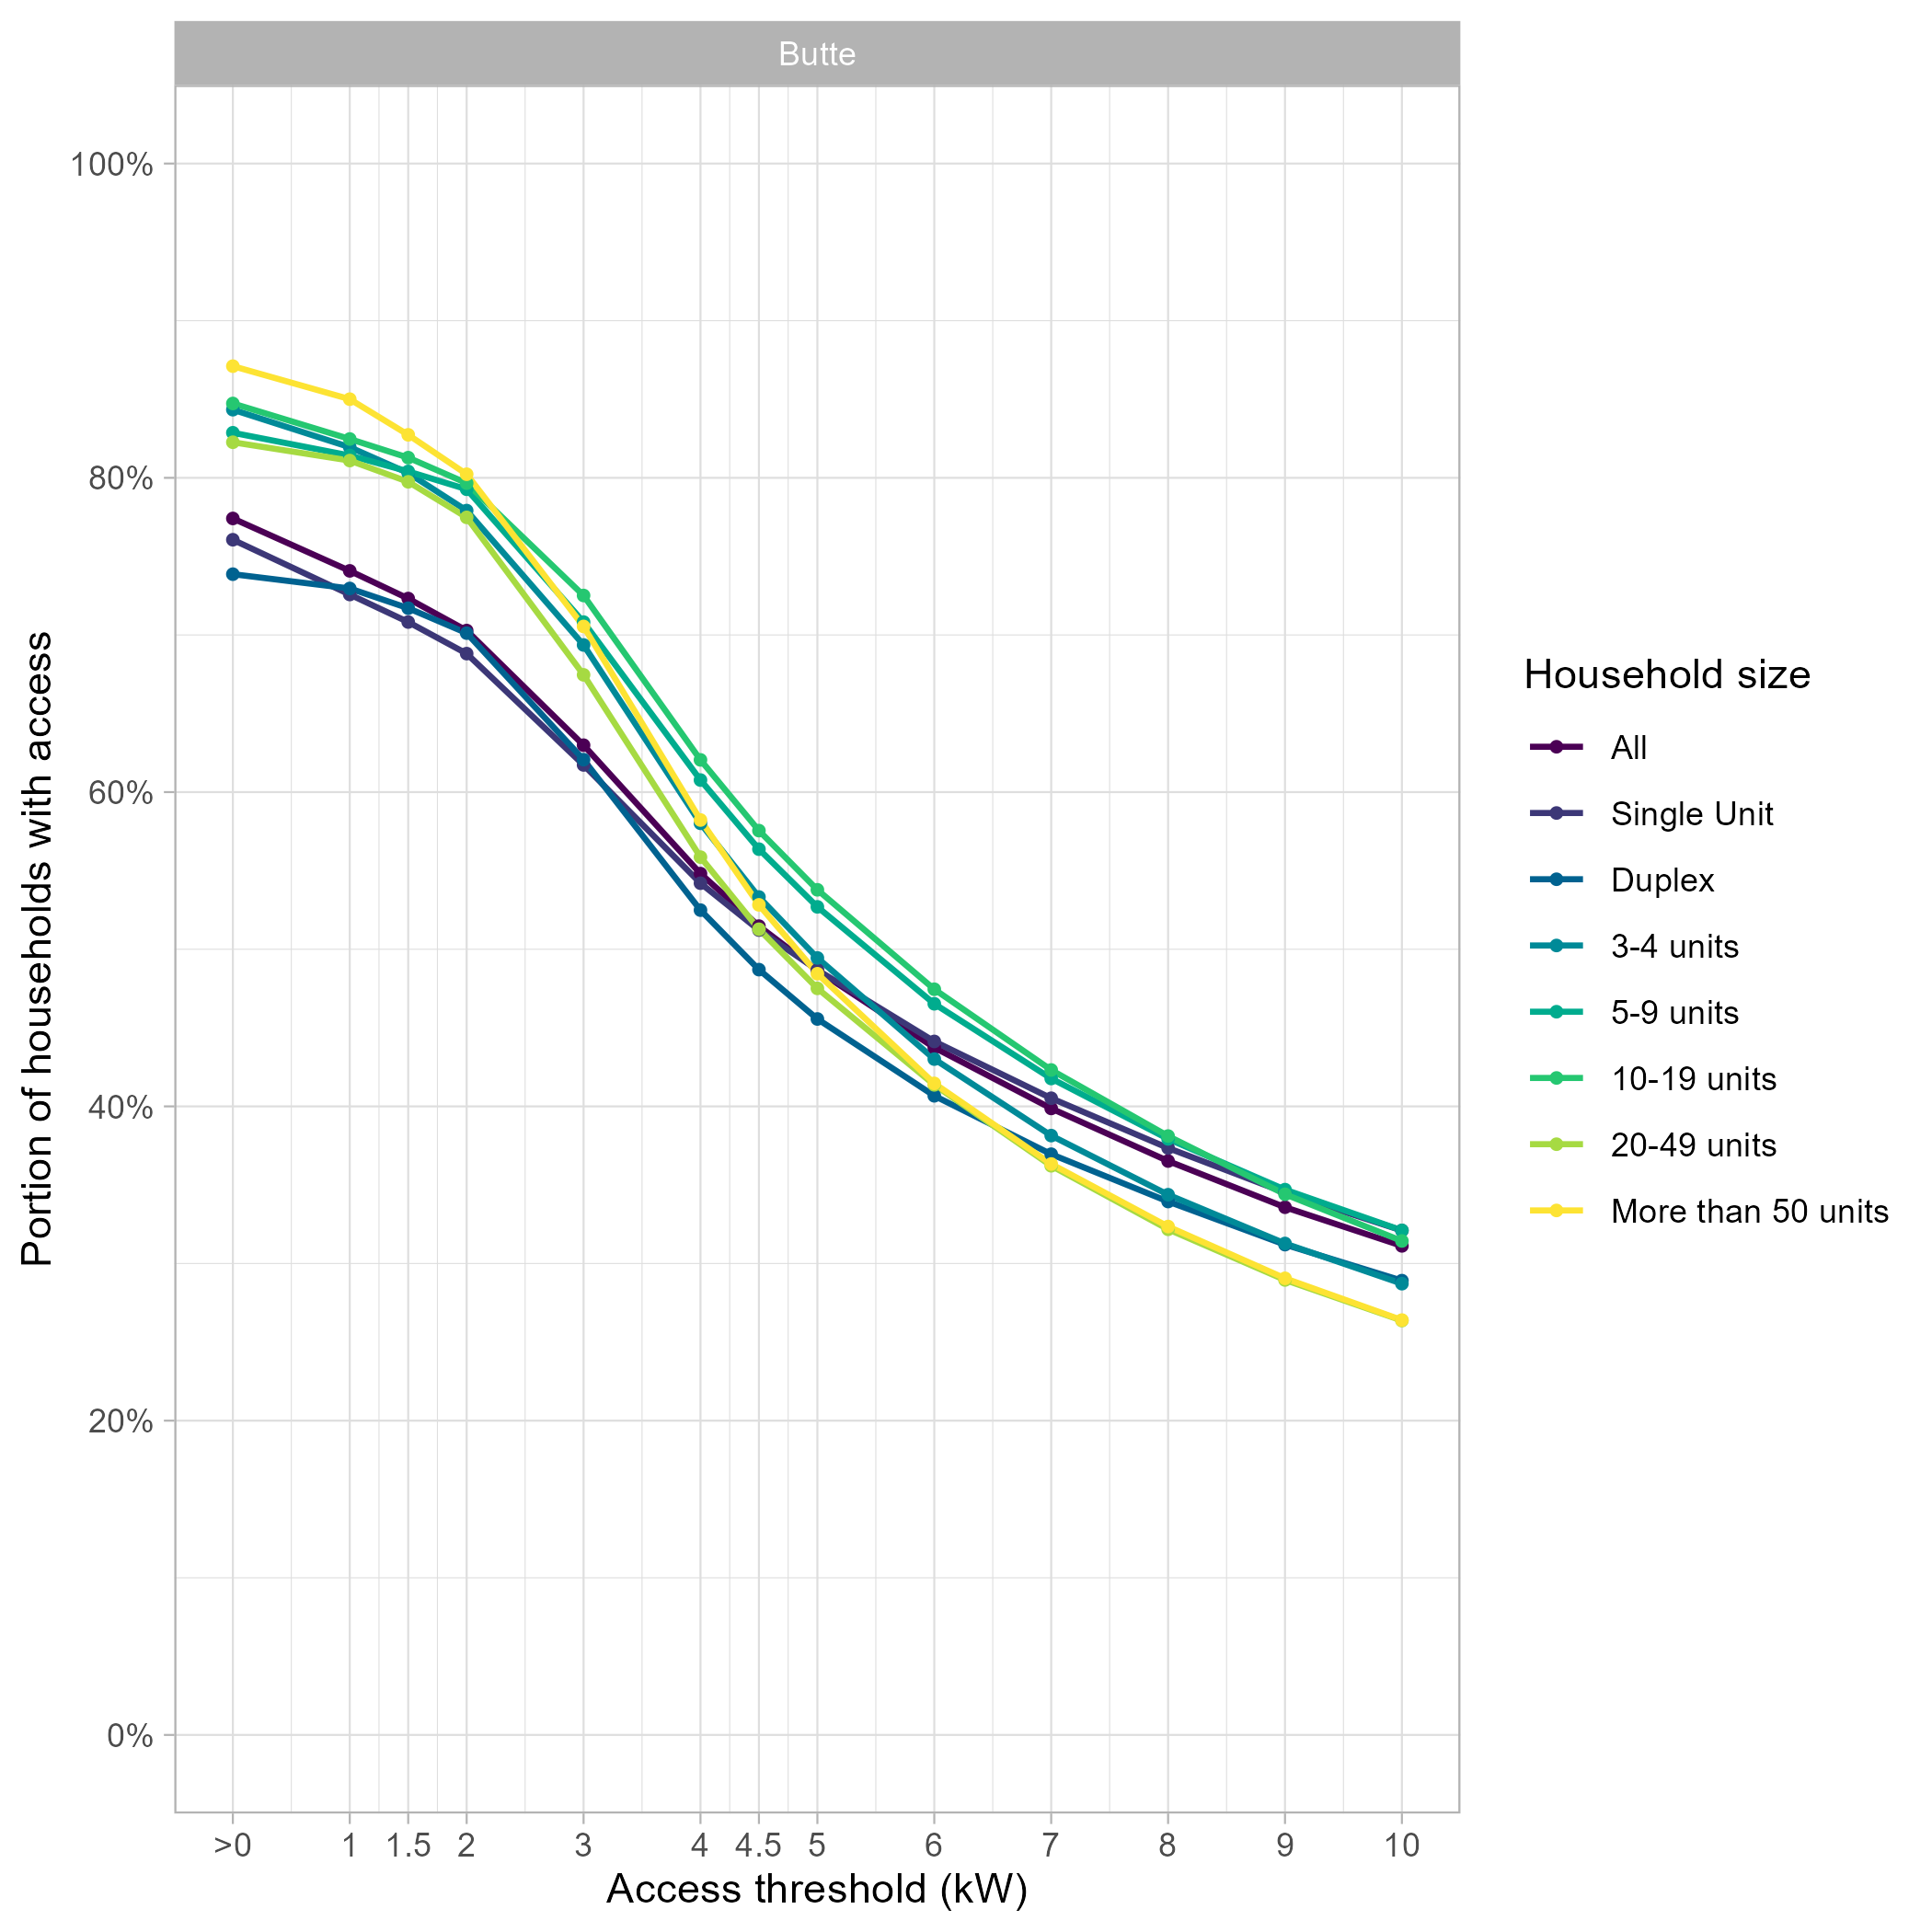 Butte
100%
80%
60%
40%
20%
0%
Portion of households with access
>0 1 1.5 2 3 4 4.5 5 6 7 8 9 10
Access threshold (kW)
Household size
All
Single Unit
Duplex
3-4 units
5-9 units
10-19 units
20-49 units
More than 50 units